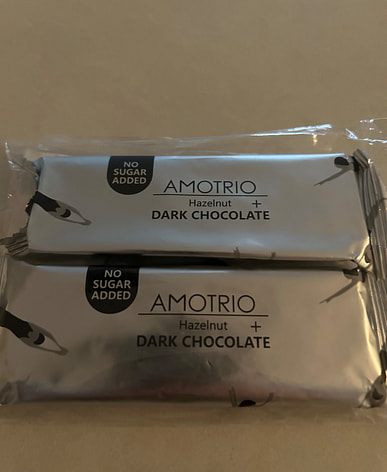 NO
SUGAR
ADDED
AMOTRIO
Hazelnut +
DARK CHOCOLATE
NO
SUGAR
ADDED
AMOTRIO
Hazelnut +
DARK CHOCOLATE